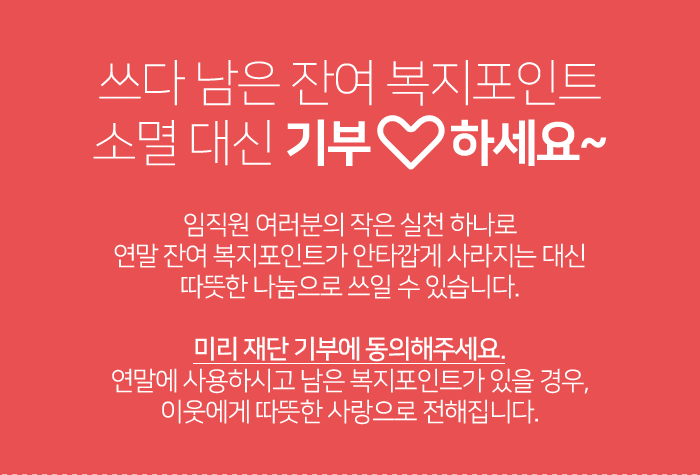 쓰다 남은 잔여 복지포인트
소멸 대신 기부♡하세요~
임직원 여러분의 작은 실천 하나로
연말 잔여 복지포인트가 안타깝게 사라지는 대신
따뜻한 나눔으로 쓰일 수 있습니다.
미리 재단 기부에 동의해주세요.
연말에 사용하시고 남은 복지포인트가 있을 경우,
이웃에게 따뜻한 사랑으로 전해집니다.